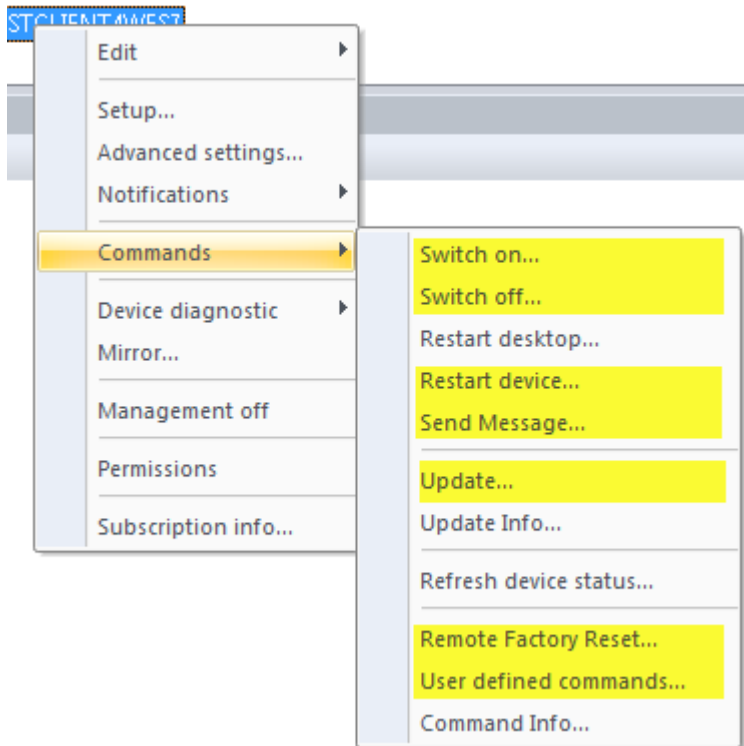 STCLIENT4WES7
Edit
Setup...
Advanced settings...
Notifications
Commands
Device diagnostic
Mirror...
Management off
Permissions
Subscription info...
Switch on...
Switch off...
Restart desktop...
Restart device...
Send Message...
Update...
Update Info...
Refresh device status...
Remote Factory Reset...
User defined commands...
Command Info...